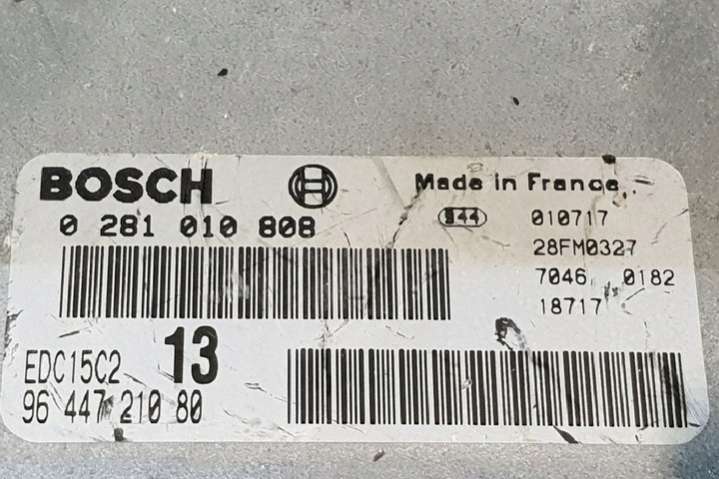 BOSCH
Made in France
0 281 010 808
944
010717
28FM0327
7046 0182
18717
EDC15C2 13
96 447 210 80